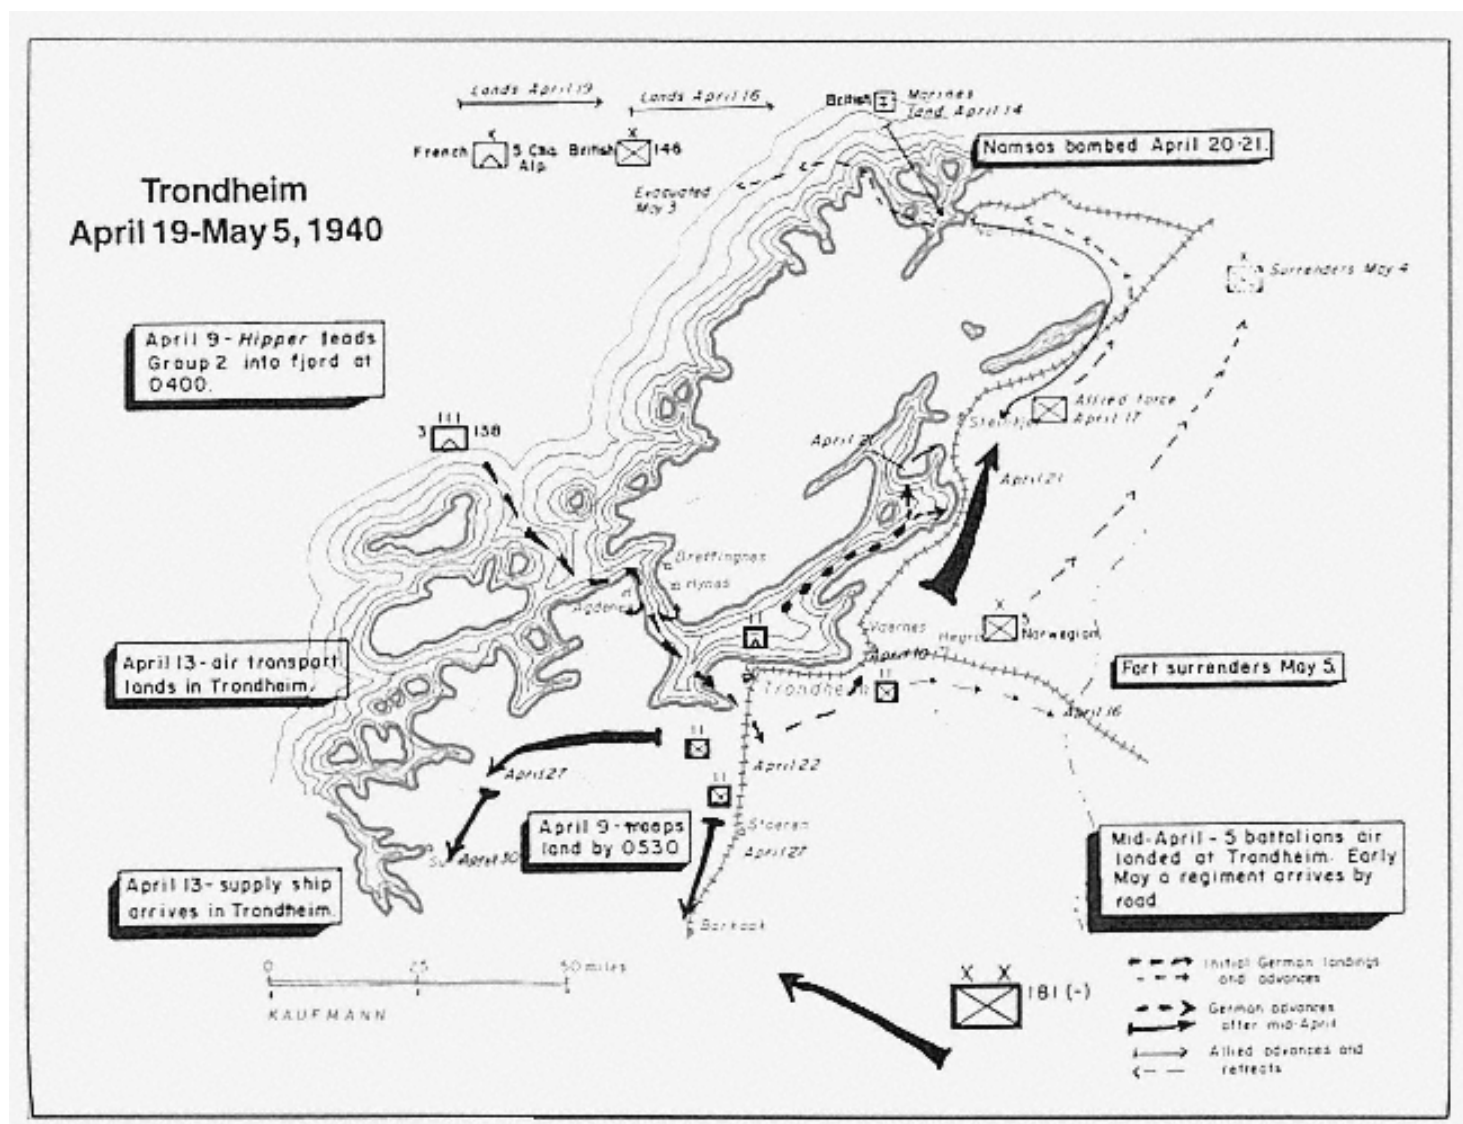 Trondheim
April 19-May 5, 1940
Lands April 19
Lands April 16
British
Marines
land April 14
French
5 Cha.
Alp.
British
146
Namsos bombed April 20-21.
Evacuated
May 3
Surrenders May 4
April 9 - Hipper leads
Group 2 into fjord at
0400.
3
138
Allied force
April 17
April 21
April 21
Brettingnes
Hynes
Agdenes
Vaernes
April 10
Hegra
5
Norwegian
Fort surrenders May 5.
April 13 - air transport
lands in Trondheim.
Trondheim
April 16
April 22
April 27
April 9 - troops
land by 0530
Stoeren
April 27
April 30
Mid-April - 5 battalions air
landed at Trondheim. Early
May a regiment arrives by
road
April 13 - supply ship
arrives in Trondheim.
0 25 50 miles
KAUFMANN
181 (-)
Initial German landings
and advances
German advances
after mid-April
Allied advances and
retreats